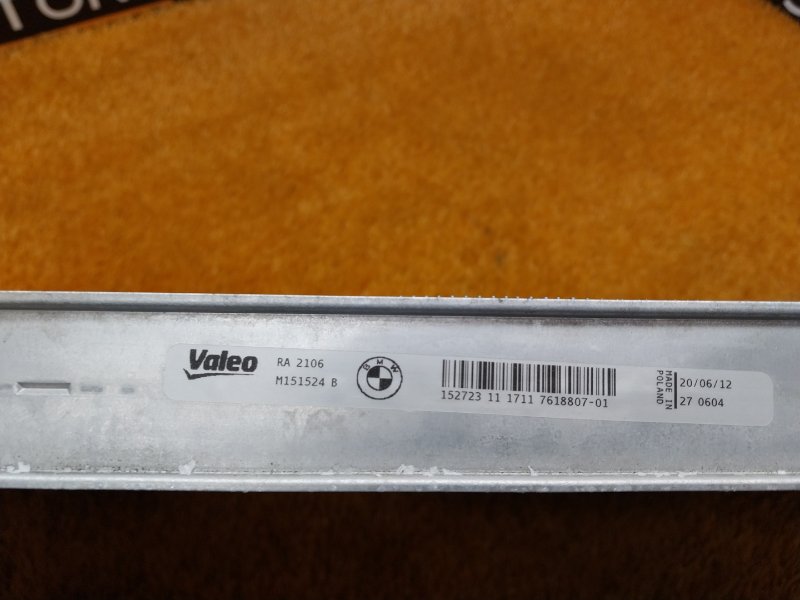 Valeo
RA 2106
M151524 B
BMW
152723 11 1711 7618807-01
MADE IN
POLAND
20/06/12
27 0604